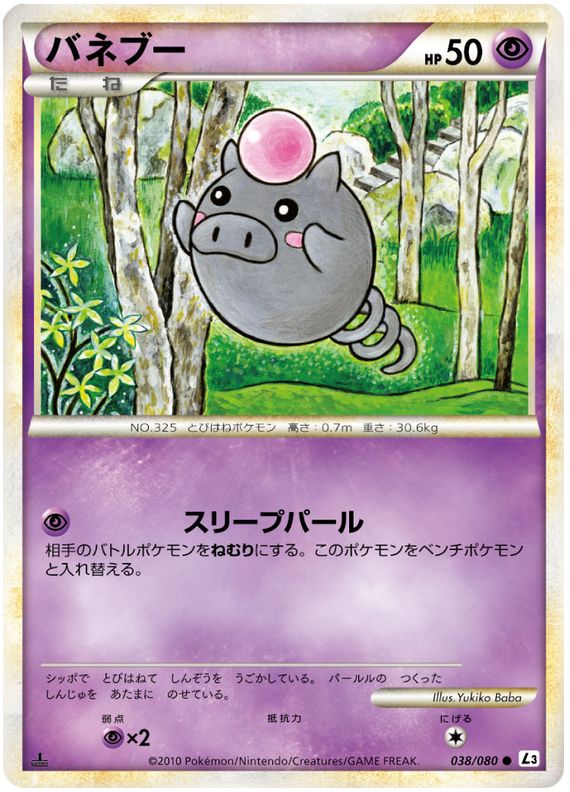 バネブー
HP50
たね
NO.325 とびはねポケモン 高さ：0.7m 重さ：30.6kg
スリープパール
相手のバトルポケモンをねむりにする。このポケモンをベンチポケモン
と入れ替える。
シッポで とびはねて しんぞうを うごかしている。 パールルの つくった
しんじゅを あたまに のせている。
Illus.Yukiko Baba
弱点 抵抗力 にげる
×2
©2010 Pokémon/Nintendo/Creatures/GAME FREAK.
038/080 ● L3